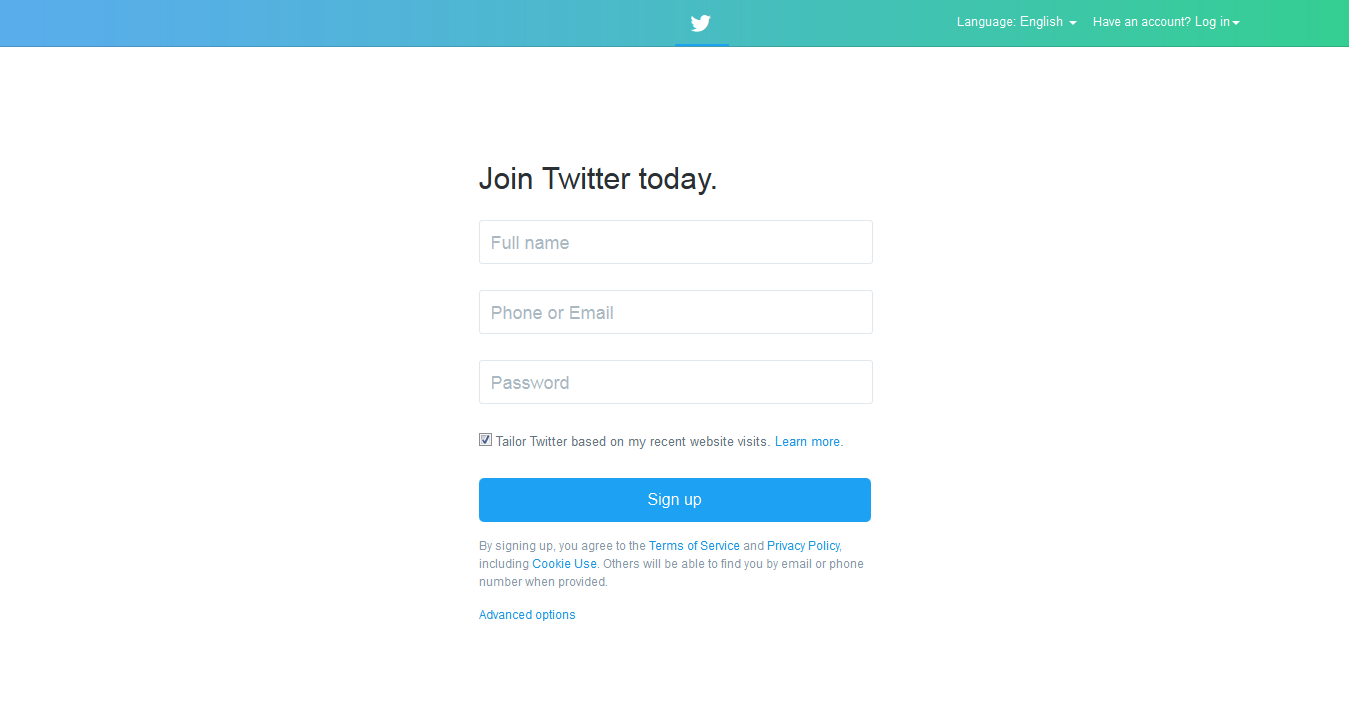 Language: English Have an account? Log in
Join Twitter today.
Full name
Phone or Email
Password
Tailor Twitter based on my recent website visits. Learn more.
Sign up
By signing up, you agree to the Terms of Service and Privacy Policy,
including Cookie Use. Others will be able to find you by email or phone
number when provided.
Advanced options